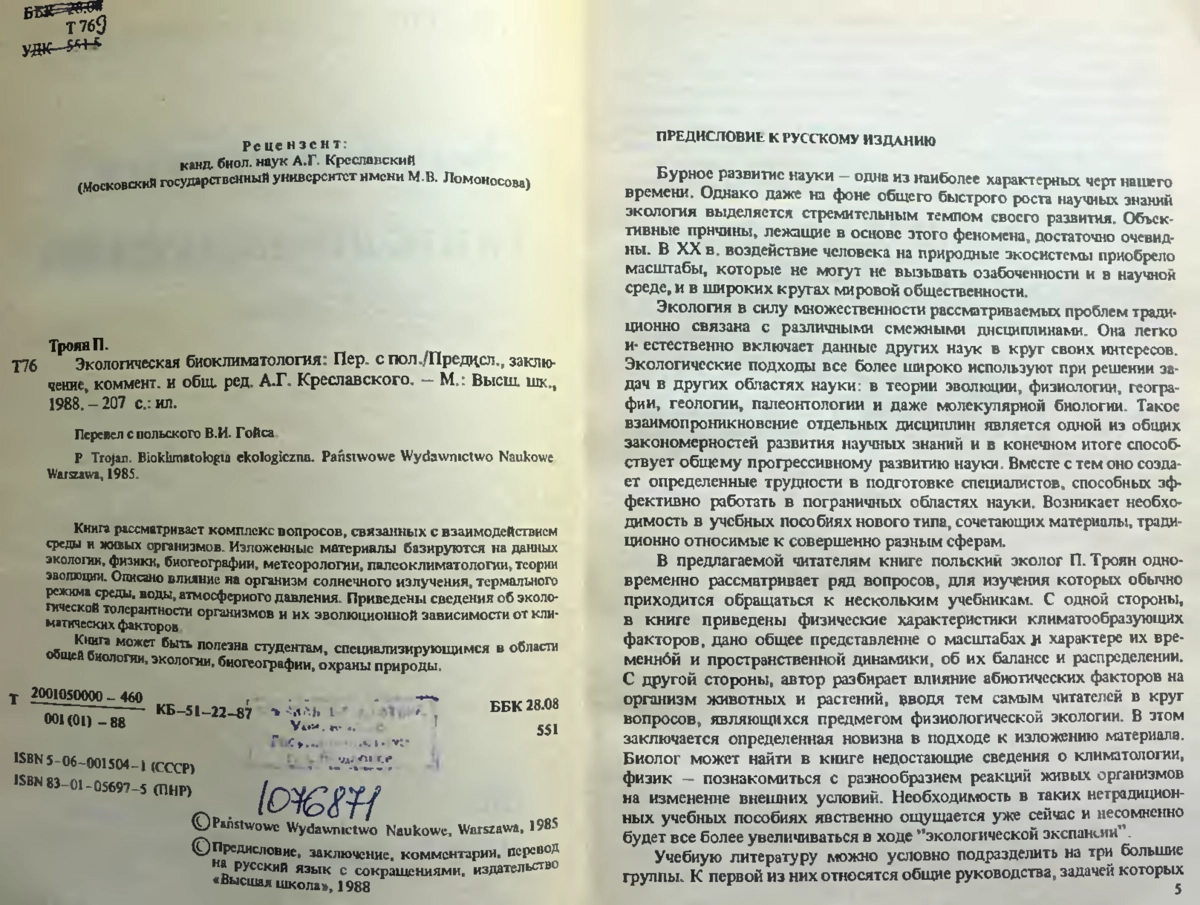 ББК 28.08
Т 769
УДК 551.5
Рецензент:
канд. биол. наук А.Г. Креславский
(Московский государственный университет имени М.В. Ломоносова)
Троян П.
Т76 Экологическая биоклиматология: Пер. с пол./Предисл., заклю-
чение, коммент. и общ. ред. А.Г. Креславского. — М.: Высш. шк.,
1988. – 207 с.: ил.
Перевел с польского В.И. Гойса
P. Trojan. Bioklimatologia ekologiczna. Państwowe Wydawnictwo Naukowe
Warszawa, 1985.
Книга рассматривает комплекс вопросов, связанных с взаимодействием
среды и живых организмов. Изложенные материалы базируются на данных
экологии, физики, биогеографии, метеорологии, палеоклиматологии, теории
эволюции. Описано влияние на организм солнечного излучения, термального
режима среды, воды, атмосферного давления. Приведены сведения об эколо-
гической толерантности организмов и их эволюционной зависимости от кли-
матических факторов.
Книга может быть полезна студентам, специализирующимся в области
общей биологии, экологии, биогеографии, охраны природы.
Т 2001050000 – 460
001 (01) – 88
КБ–51–22–87
ББК 28.08
551
ISBN 5–06–001504–1 (СССР)
ISBN 83–01–05697–5 (ПНР)
1076871
© Państwowe Wydawnictwo Naukowe, Warszawa, 1985
© Предисловие, заключение, комментарии, перевод
на русский язык с сокращениями, издательство
«Высшая школа», 1988
ПРЕДИСЛОВИЕ К РУССКОМУ ИЗДАНИЮ
Бурное развитие науки — одна из наиболее характерных черт нашего
времени. Однако даже на фоне общего быстрого роста научных знаний
экология выделяется стремительным темпом своего развития. Объек-
тивные причины, лежащие в основе этого феномена, достаточно очевид-
ны. В XX в. воздействие человека на природные экосистемы приобрело
масштабы, которые не могут не вызывать озабоченности и в научной
среде, и в широких кругах мировой общественности.
Экология в силу множественности рассматриваемых проблем тради-
ционно связана с различными смежными дисциплинами. Она легко
и естественно включает данные других наук в круг своих интересов.
Экологические подходы все более широко используют при решении за-
дач в других областях науки: в теории эволюции, физиологии, геогра-
фии, геологии, палеонтологии и даже молекулярной биологии. Такое
взаимопроникновение отдельных дисциплин является одной из общих
закономерностей развития научных знаний и в конечном итоге способ-
ствует общему прогрессивному развитию науки. Вместе с тем оно созда-
ет определенные трудности в подготовке специалистов, способных эф-
фективно работать в пограничных областях науки. Возникает необхо-
димость в учебных пособиях нового типа, сочетающих материалы, тради-
ционно относимые к совершенно разным сферам.
В предлагаемой читателям книге польский эколог П. Троян одно-
временно рассматривает ряд вопросов, для изучения которых обычно
приходится обращаться к нескольким учебникам. С одной стороны,
в книге приведены физические характеристики климатообразующих
факторов, дано общее представление о масштабах и характере их вре-
менной и пространственной динамики, об их балансе и распределении.
С другой стороны, автор разбирает влияние абиотических факторов на
организм животных и растений, вводя тем самым читателей в круг
вопросов, являющихся предметом физиологической экологии. В этом
заключается определенная новизна в подходе к изложению материала.
Биолог может найти в книге недостающие сведения о климатологии,
физик — познакомиться с разнообразием реакций живых организмов
на изменение внешних условий. Необходимость в таких нетрадицион-
ных учебных пособиях явственно ощущается уже сейчас и несомненно
будет все более увеличиваться в ходе "экологической экспансии".
Учебную литературу можно условно подразделить на три большие
группы. К первой из них относятся общие руководства, задачей которых
5